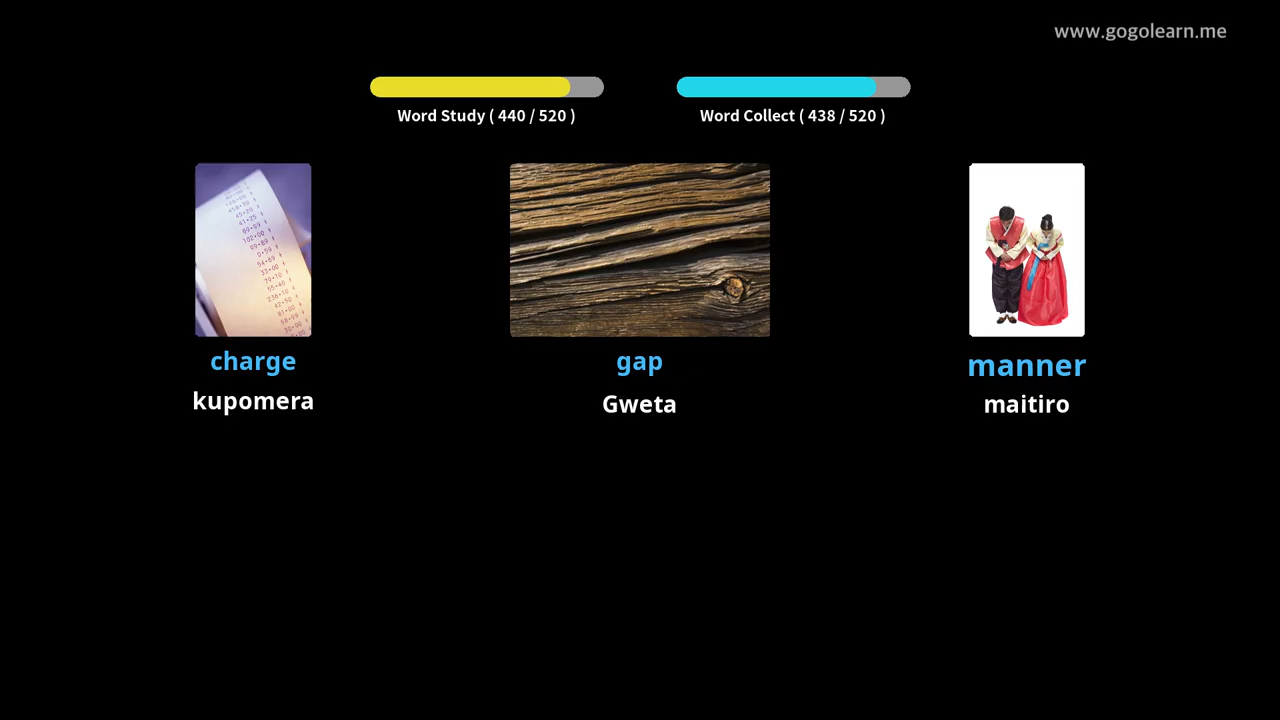 www.gogolearn.me
Word Study ( 440 / 520 )
Word Collect ( 438 / 520 )
charge
gap
manner
kupomera
Gweta
maitiro